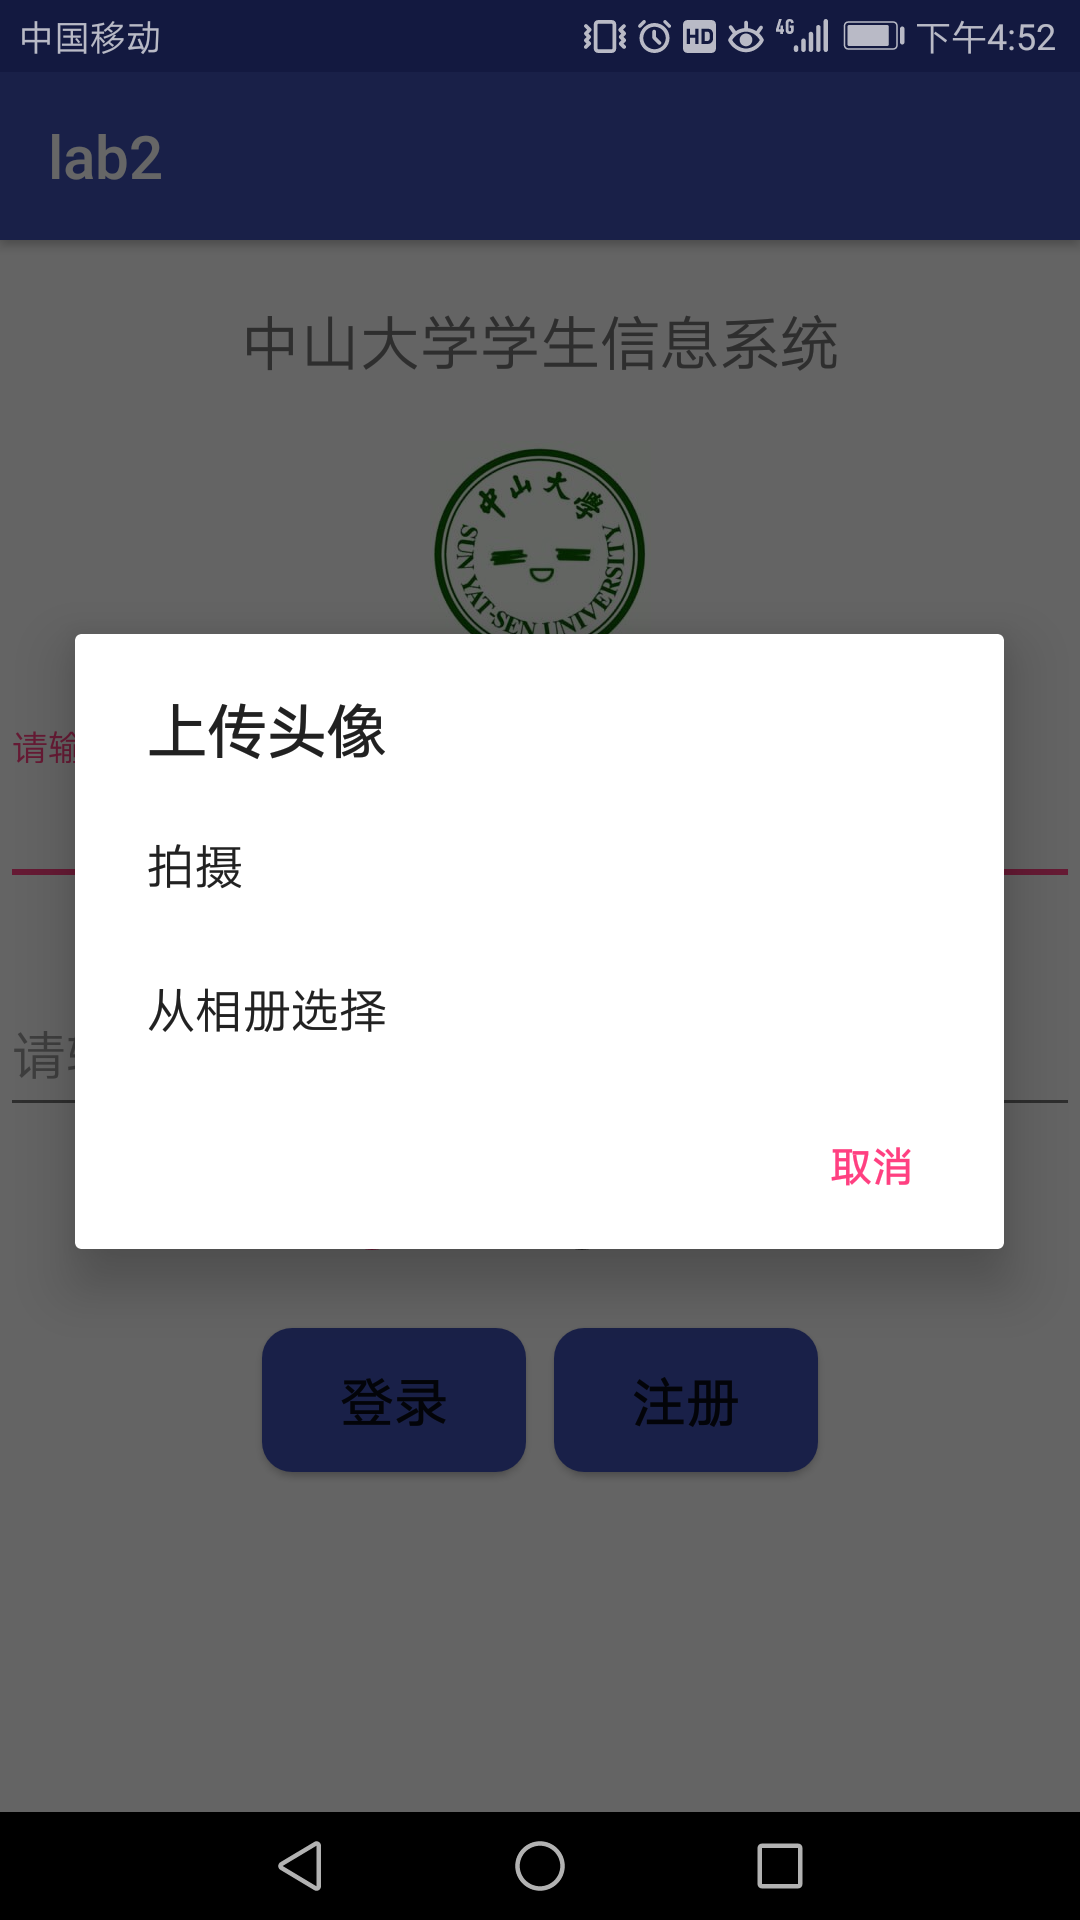 中国移动
HD 4G 下午4:52
lab2
中山大学学生信息系统
中山大學
SUN YAT-SEN UNIVERSITY
请输
上传头像
拍摄
从相册选择
请
取消
登录 注册